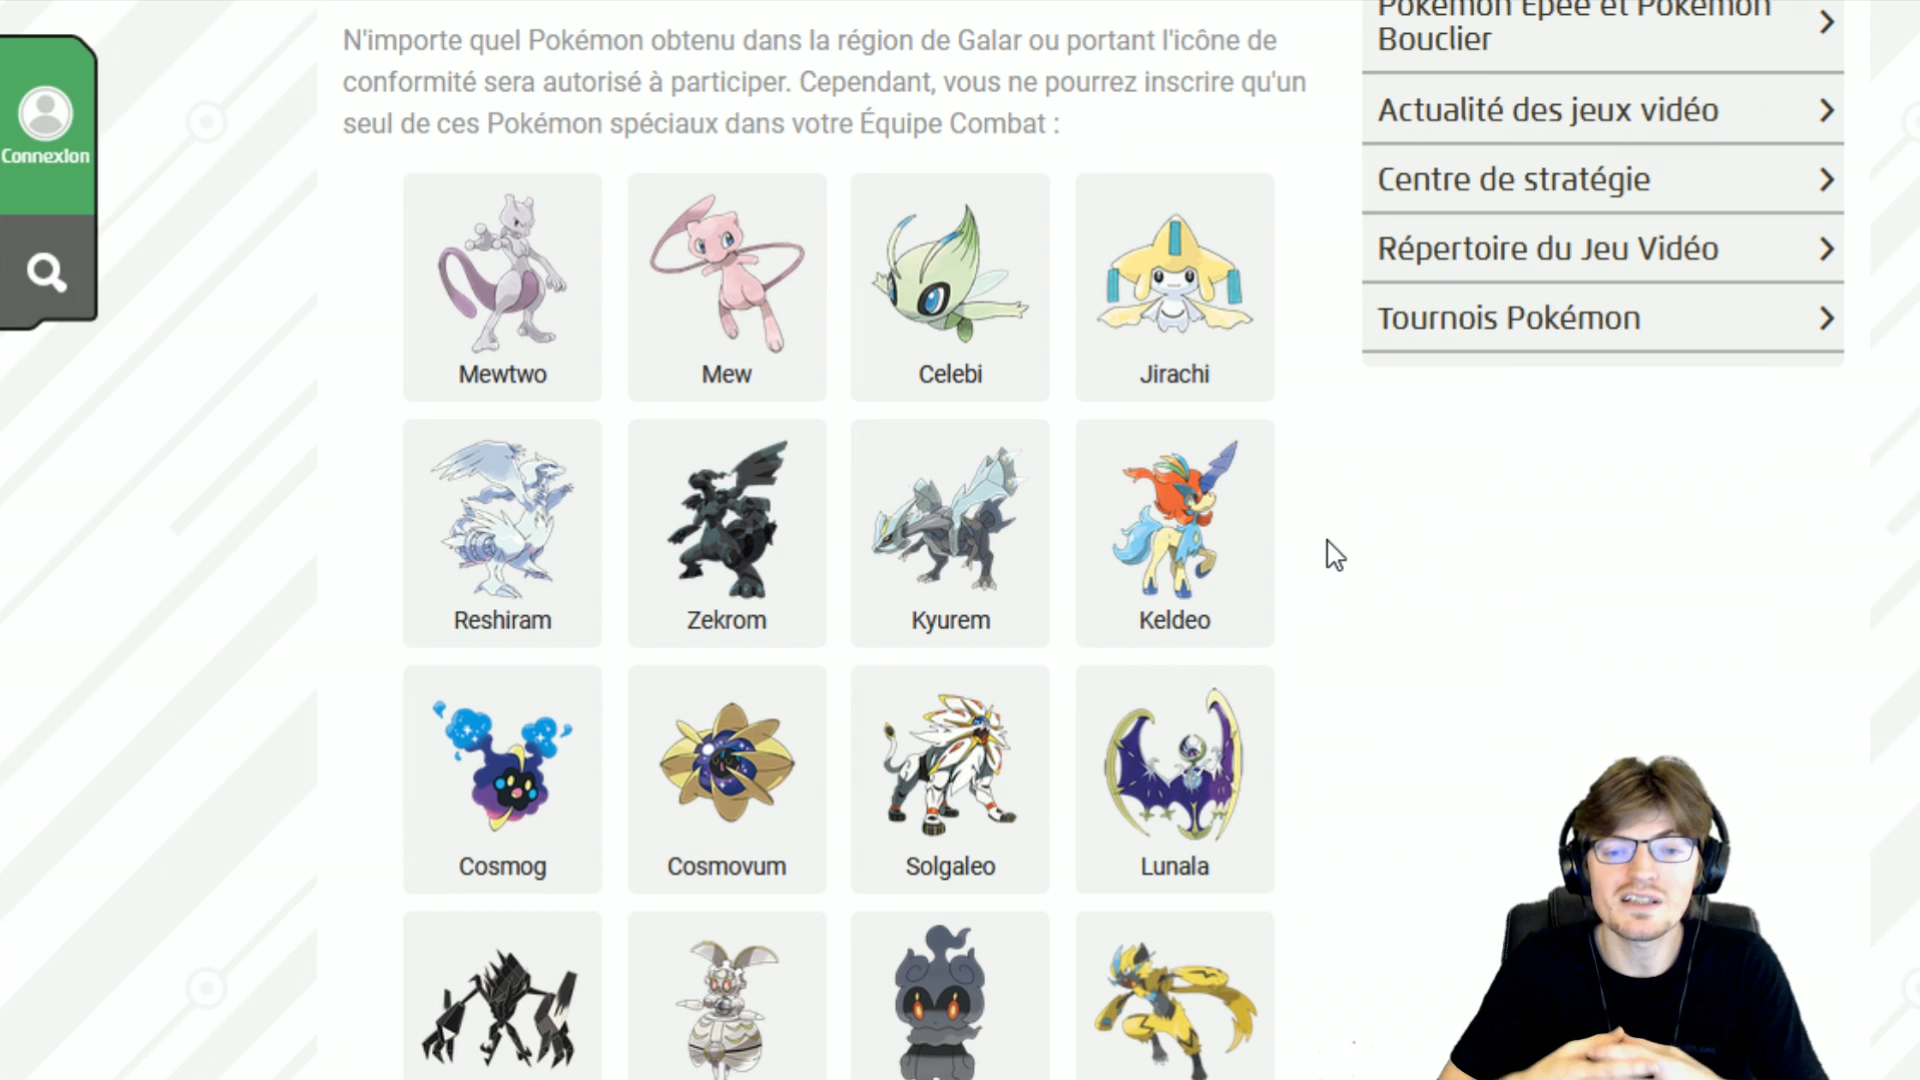 N'importe quel Pokémon obtenu dans la région de Galar ou portant l'icône de
conformité sera autorisé à participer. Cependant, vous ne pourrez inscrire qu'un
seul de ces Pokémon spéciaux dans votre Équipe Combat :
Connexion
Mewtwo
Mew
Celebi
Jirachi
Reshiram
Zekrom
Kyurem
Keldeo
Cosmog
Cosmovum
Solgaleo
Lunala
Pokémon Épée et Pokémon
Bouclier
Actualité des jeux vidéo
Centre de stratégie
Répertoire du Jeu Vidéo
Tournois Pokémon